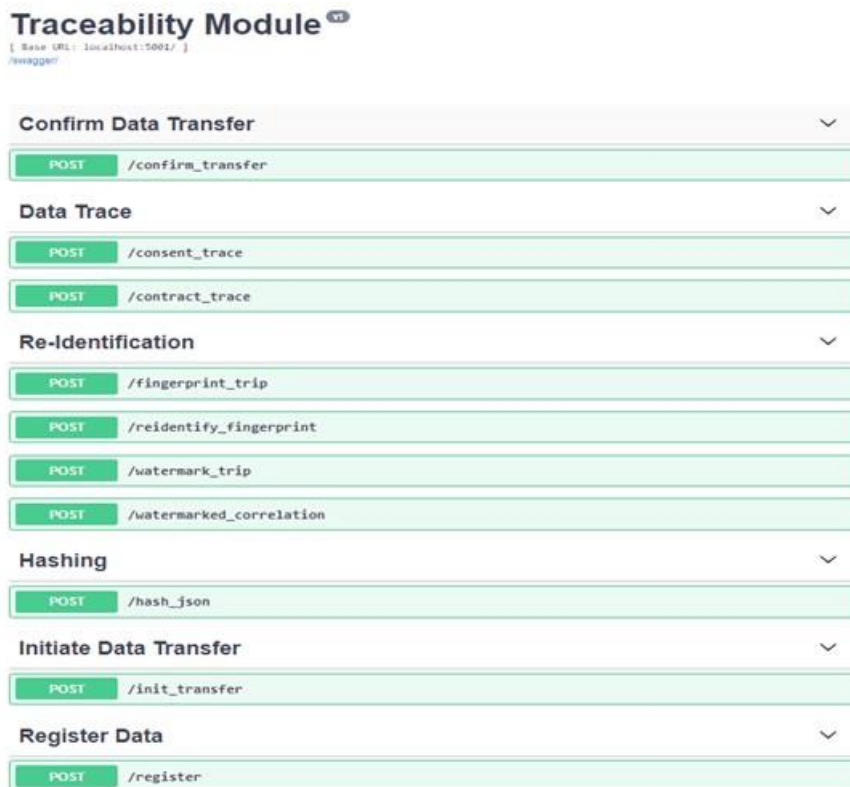 Traceability Module v1
[ Base URL: localhost:5001/ ]
/swagger/
Confirm Data Transfer
POST /confirm_transfer
Data Trace
POST /consent_trace
POST /contract_trace
Re-Identification
POST /fingerprint_trip
POST /reidentify_fingerprint
POST /watermark_trip
POST /watermarked_correlation
Hashing
POST /hash_json
Initiate Data Transfer
POST /init_transfer
Register Data
POST /register